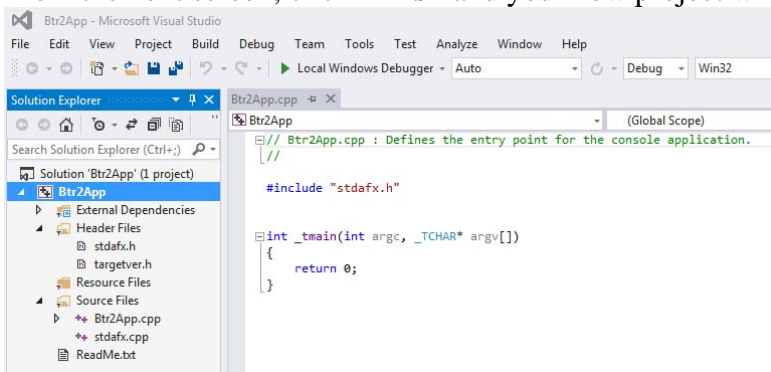 Btr2App - Microsoft Visual Studio
File Edit View Project Build Debug Team Tools Test Analyze Window Help
Local Windows Debugger Auto Debug Win32
Solution Explorer
Search Solution Explorer (Ctrl+;)
Solution 'Btr2App' (1 project)
Btr2App
External Dependencies
Header Files
stdafx.h
targetver.h
Resource Files
Source Files
Btr2App.cpp
stdafx.cpp
ReadMe.txt
Btr2App.cpp
Btr2App (Global Scope)
// Btr2App.cpp : Defines the entry point for the console application.
//
#include "stdafx.h"
int _tmain(int argc, _TCHAR* argv[])
{
return 0;
}